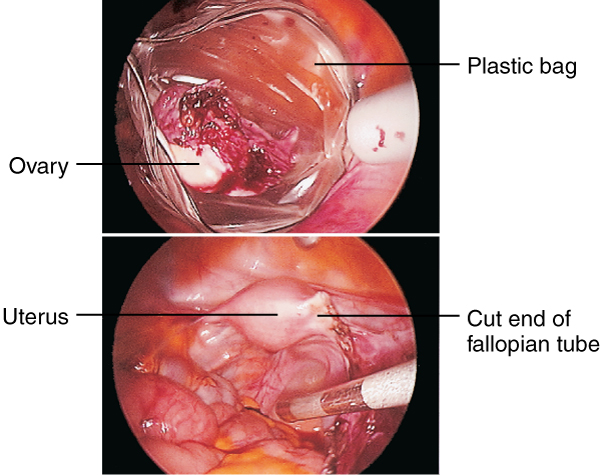 Plastic bag
Ovary
Uterus
Cut end of
fallopian tube